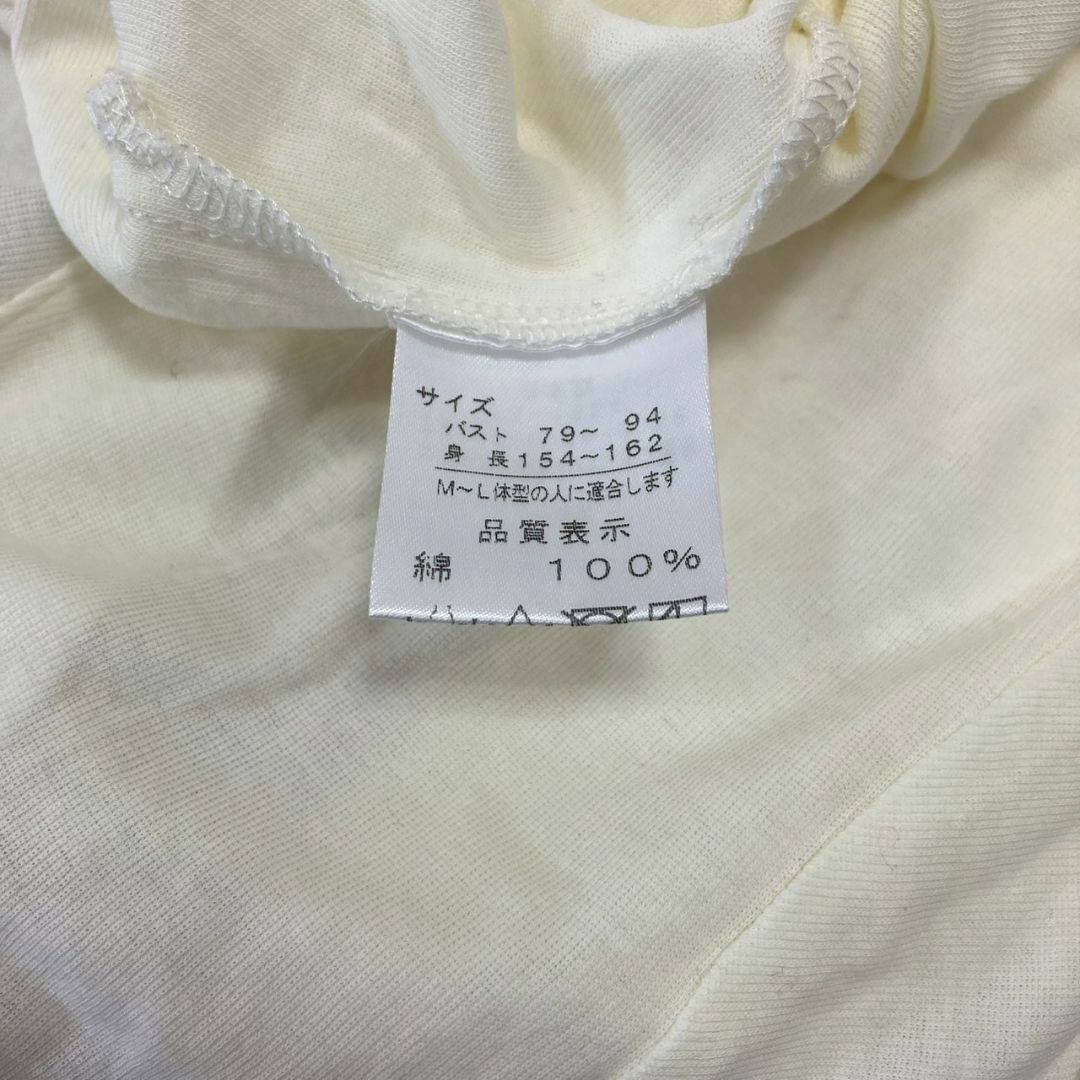 サイズ
バスト 79～ 94
身 長154～162
M～L体型の人に適合します
品質表示
綿 100%